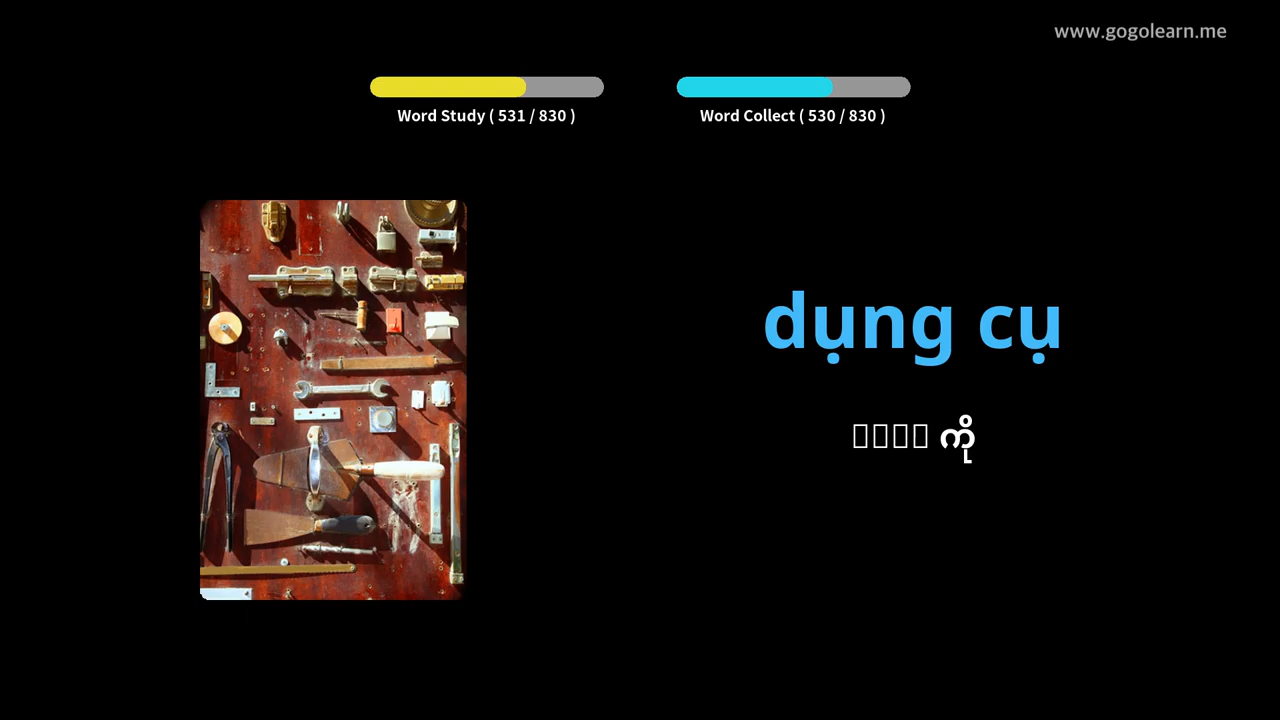 www.gogolearn.me
Word Study ( 531 / 830 )
Word Collect ( 530 / 830 )
dụng cụ
ကို